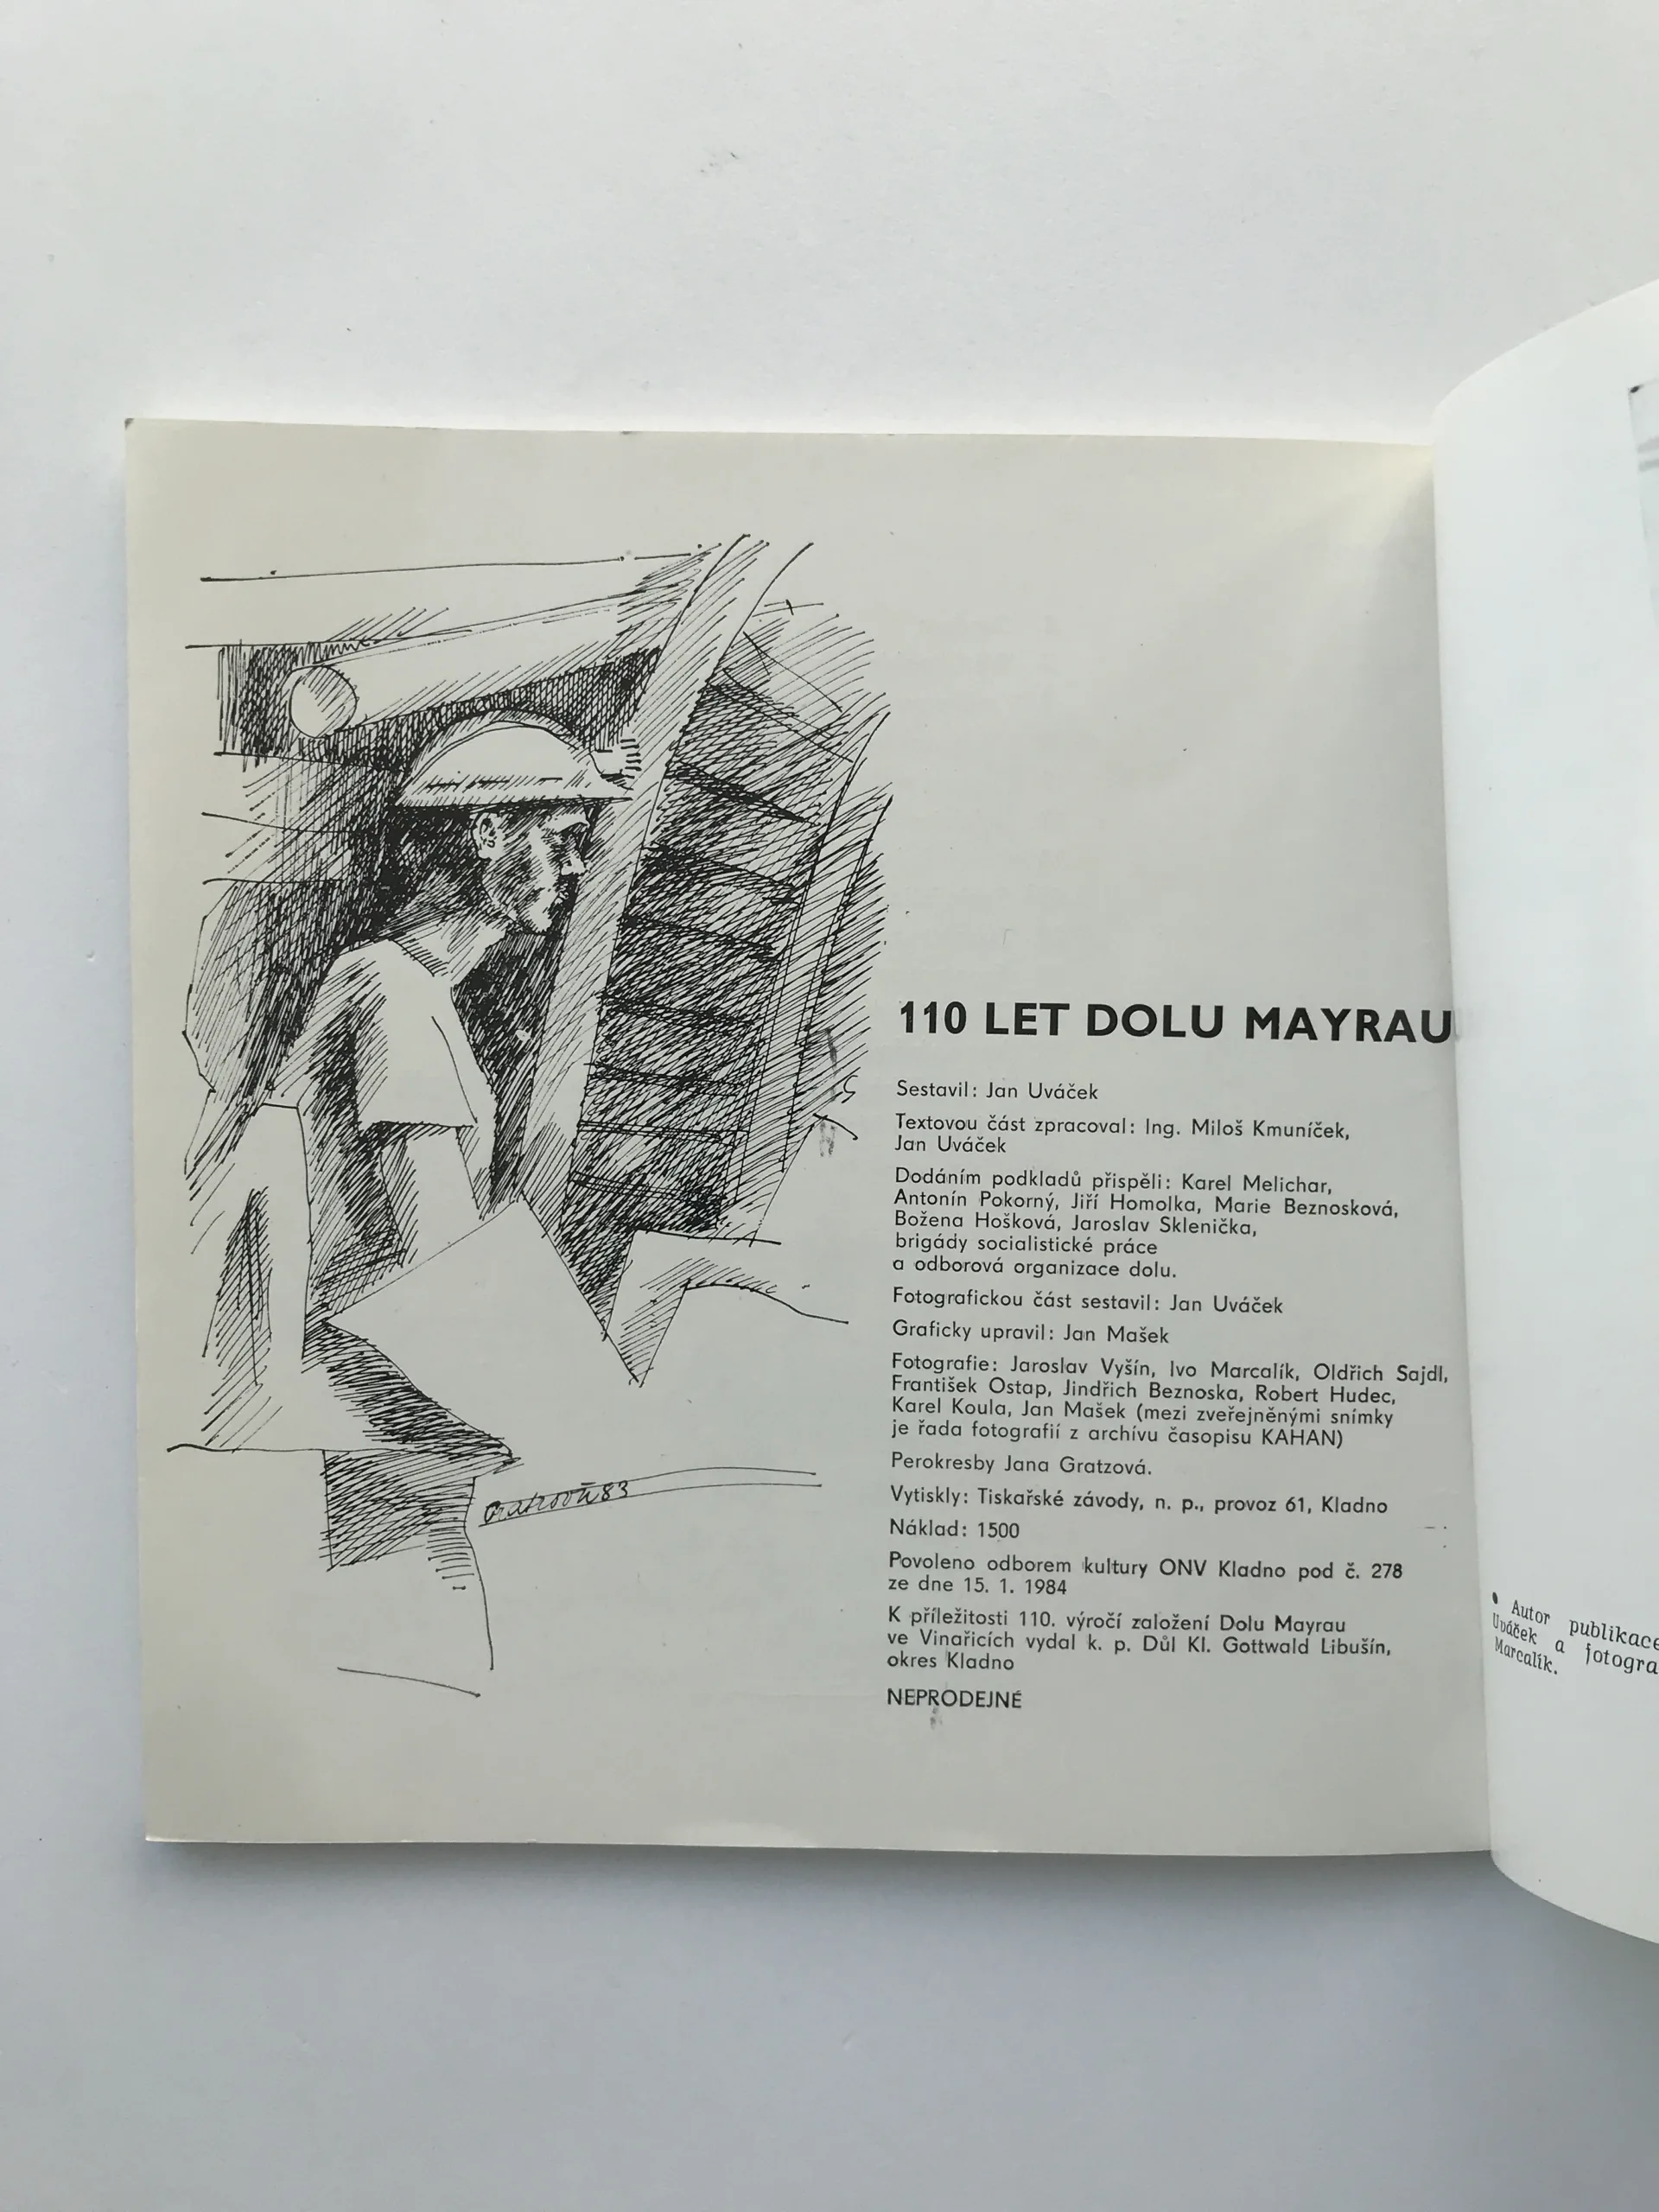 110 LET DOLU MAYRAU
Sestavil: Jan Uváček
Textovou část zpracoval: Ing. Miloš Kmuníček,
Jan Uváček
Dodáním podkladů přispěli: Karel Melichar,
Antonín Pokorný, Jiří Homolka, Marie Beznosková,
Božena Hošková, Jaroslav Sklenička,
brigády socialistické práce
a odborová organizace dolu.
Fotografickou část sestavil: Jan Uváček
Graficky upravil: Jan Mašek
Fotografie: Jaroslav Vyšín, Ivo Marcalík, Oldřich Sajdl,
František Ostap, Jindřich Beznoska, Robert Hudec,
Karel Koula, Jan Mašek (mezi zveřejněnými snímky
je řada fotografií z archívu časopisu KAHAN)
Perokresby Jana Gratzová.
Vytiskly: Tiskařské závody, n. p., provoz 61, Kladno
Náklad: 1500
Povoleno odborem kultury ONV Kladno pod č. 278
ze dne 15. 1. 1984
K příležitosti 110. výročí založení Dolu Mayrau
ve Vinařicích vydal k. p. Důl Kl. Gottwald Libušín,
okres Kladno
NEPRODEJNÉ
83
• Autor publikace
Uváček a fotogra
Marcalík.